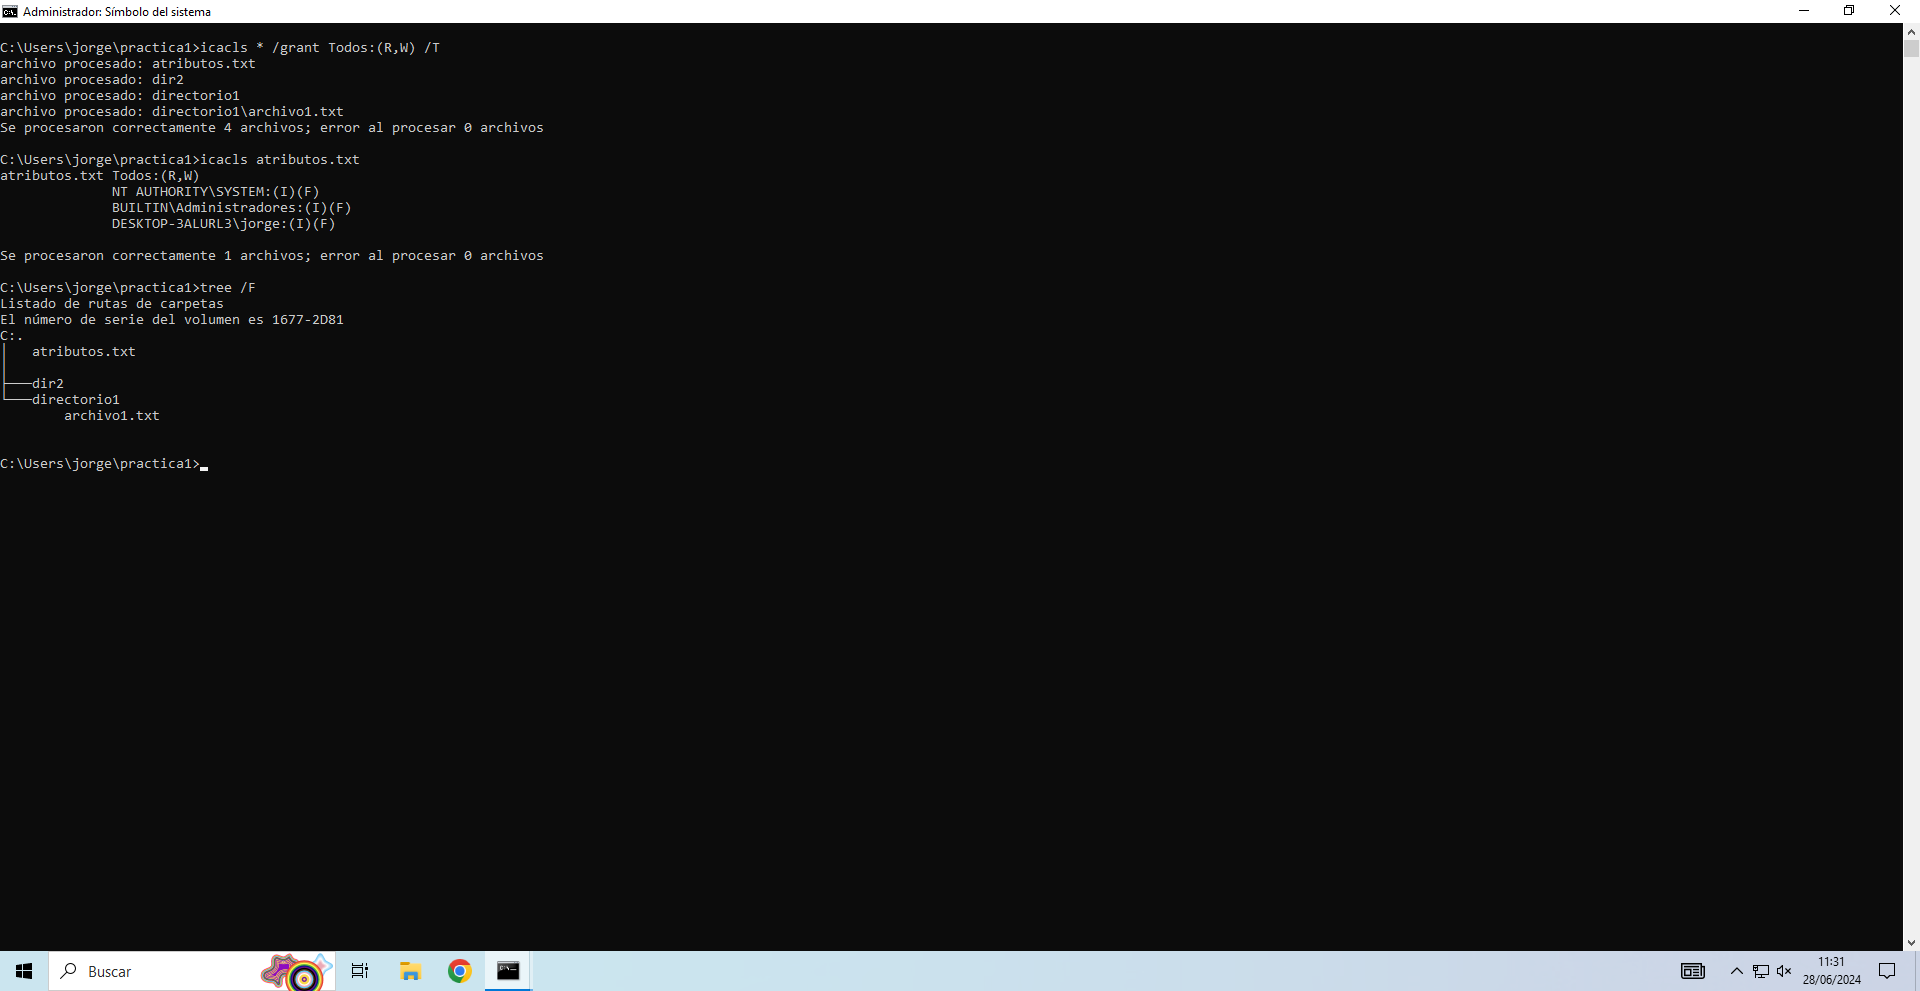 Administrador: Símbolo del sistema
C:\Users\jorge\practica1>icacls * /grant Todos:(R,W) /T
archivo procesado: atributos.txt
archivo procesado: dir2
archivo procesado: directorio1
archivo procesado: directorio1\archivo1.txt
Se procesaron correctamente 4 archivos; error al procesar 0 archivos
C:\Users\jorge\practica1>icacls atributos.txt
atributos.txt Todos:(R,W)
NT AUTHORITY\SYSTEM:(I)(F)
BUILTIN\Administradores:(I)(F)
DESKTOP-3ALURL3\jorge:(I)(F)
Se procesaron correctamente 1 archivos; error al procesar 0 archivos
C:\Users\jorge\practica1>tree /F
Listado de rutas de carpetas
El número de serie del volumen es 1677-2D81
C:.
│   atributos.txt
│
├───dir2
└───directorio1
        archivo1.txt
C:\Users\jorge\practica1>
Buscar
11:31
28/06/2024